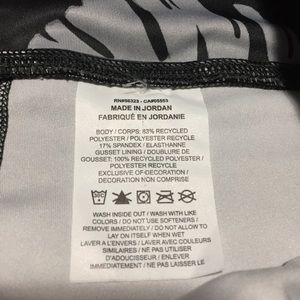 RN#56323 - CA#05553
MADE IN JORDAN
FABRIQUÉ EN JORDANIE
BODY / CORPS: 83% RECYCLED
POLYESTER / POLYESTER RECYCLÉ
17% SPANDEX / ELASTHANNE
GUSSET LINING / DOUBLURE DE
GOUSSET: 100% RECYCLED POLYESTER
/ POLYESTER RECYCLÉ
EXCLUSIVE OF DECORATION /
DECORATION NON COMPRISE
WASH INSIDE OUT / WASH WITH LIKE
COLORS / DO NOT USE SOFTENERS /
REMOVE IMMEDIATELY / DO NOT ALLOW TO
LAY ON ITSELF WHEN WET
LAVER A L'ENVERS / LAVER AVEC COULEURS
SIMILAIRES / NE PAS UTILISER
D'ADOUCISSEUR / ENLEVER
IMMEDIATEMENT / NE PAS LAISSER LE